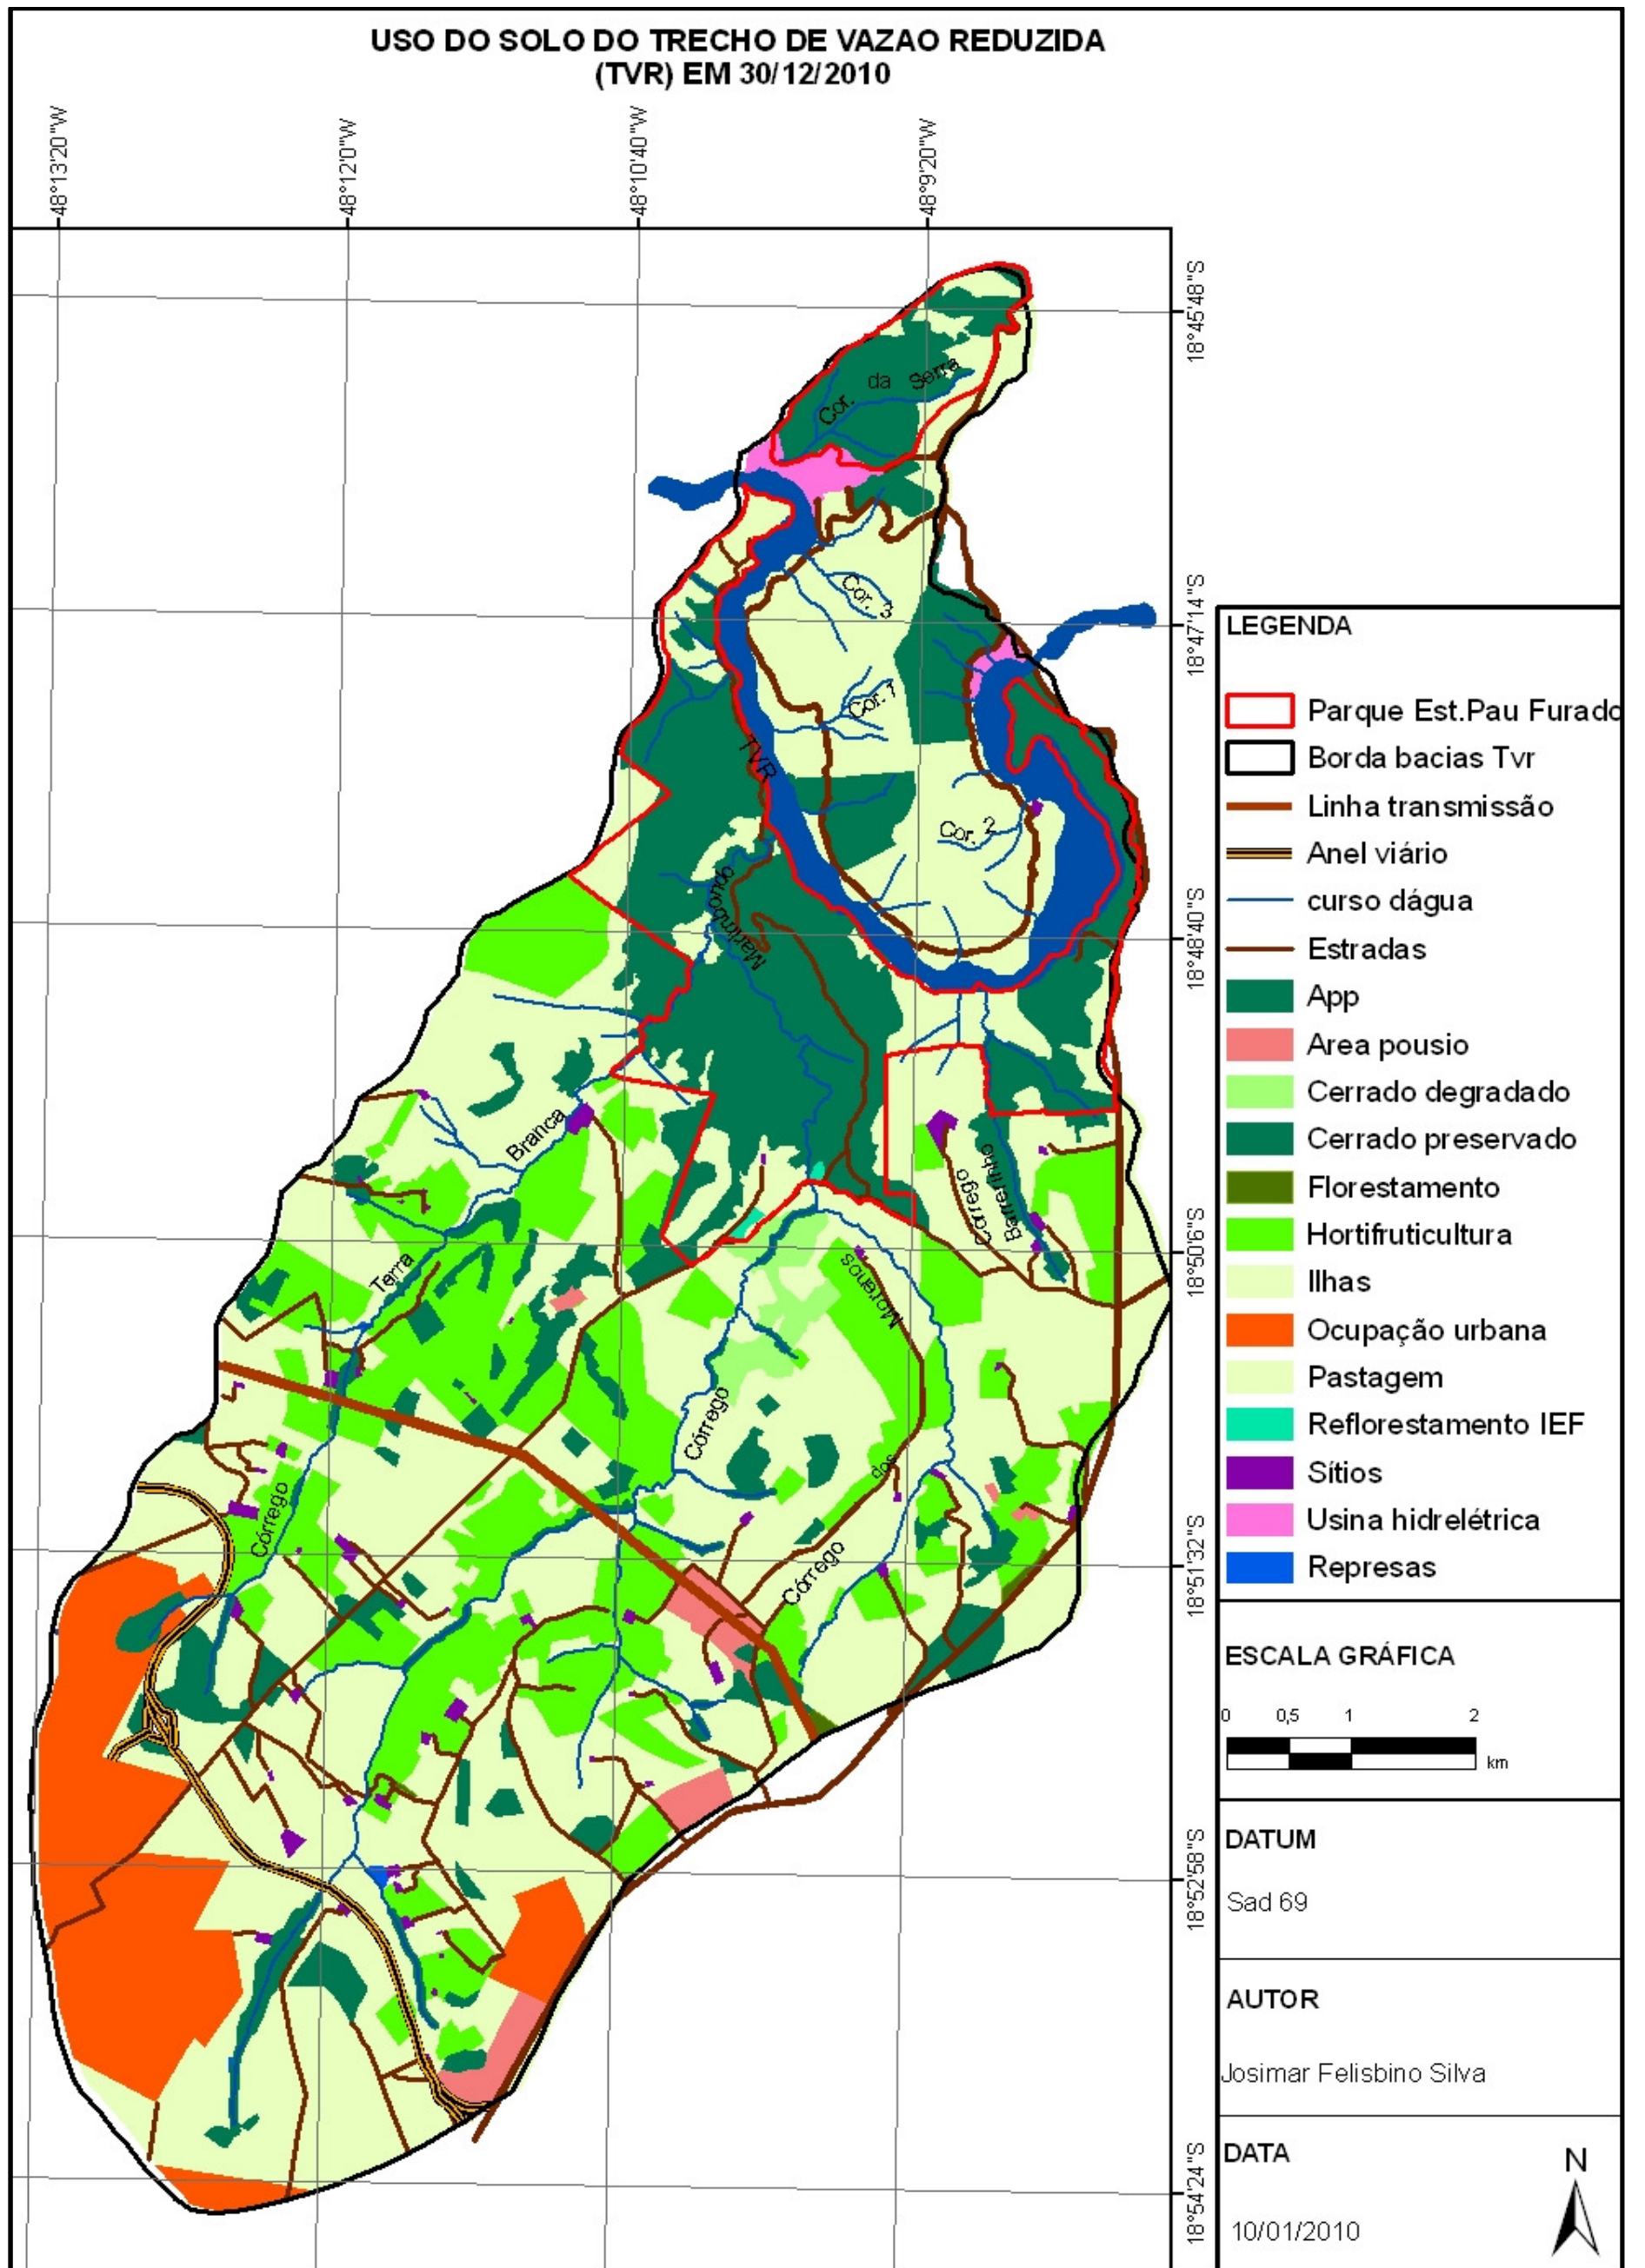 USO DO SOLO DO TRECHO DE VAZAO REDUZIDA
(TVR) EM 30/12/2010
48°13'20"W
48°12'0"W
48°10'40"W
48°9'20"W
18°45'48"S
18°47'14"S
18°48'40"S
18°50'6"S
18°51'32"S
18°52'58"S
18°54'24"S
Cor. da Serra
Cor. 3
Cor. 1
TVR
Cor. 2
Marimbondo
Branca
Terra
Córrego
Corrego
Barreirinho
Morenos
dos
Córrego
Córrego
LEGENDA
Parque Est.Pau Furado
Borda bacias Tvr
Linha transmissão
Anel viário
curso dágua
Estradas
App
Area pousio
Cerrado degradado
Cerrado preservado
Florestamento
Hortifruticultura
Ilhas
Ocupação urbana
Pastagem
Reflorestamento IEF
Sítios
Usina hidrelétrica
Represas
ESCALA GRÁFICA
0 0,5 1 2
km
DATUM
Sad 69
AUTOR
Josimar Felisbino Silva
DATA
N
10/01/2010